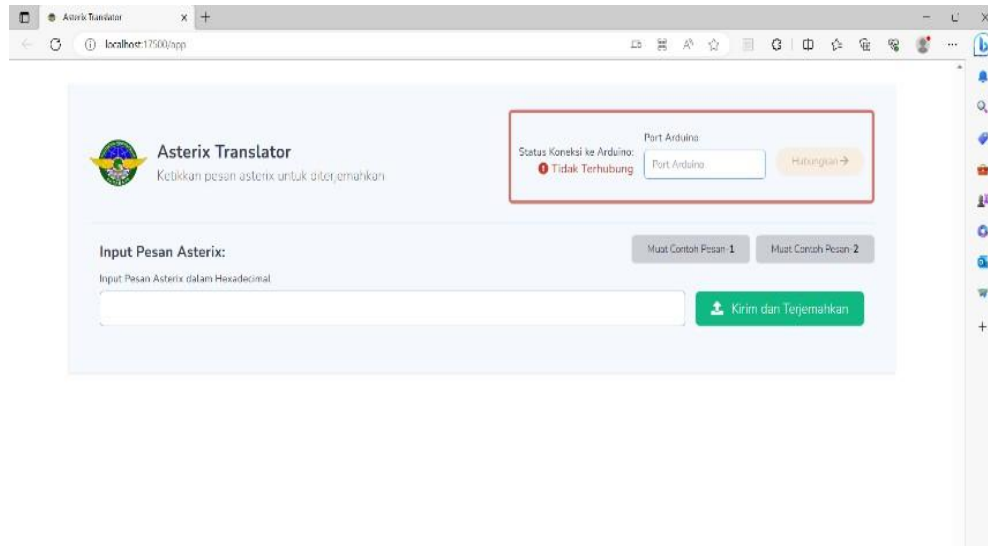 Asterix Translator
localhost:17500/app
Asterix Translator
Ketikkan pesan asterix untuk diterjemahkan
Port Arduino
Status Koneksi ke Arduino:
Tidak Terhubung
Port Arduino
Hubungkan
Input Pesan Asterix:
Muat Contoh Pesan-1
Muat Contoh Pesan-2
Input Pesan Asterix dalam Hexadecimal
Kirim dan Terjemahkan